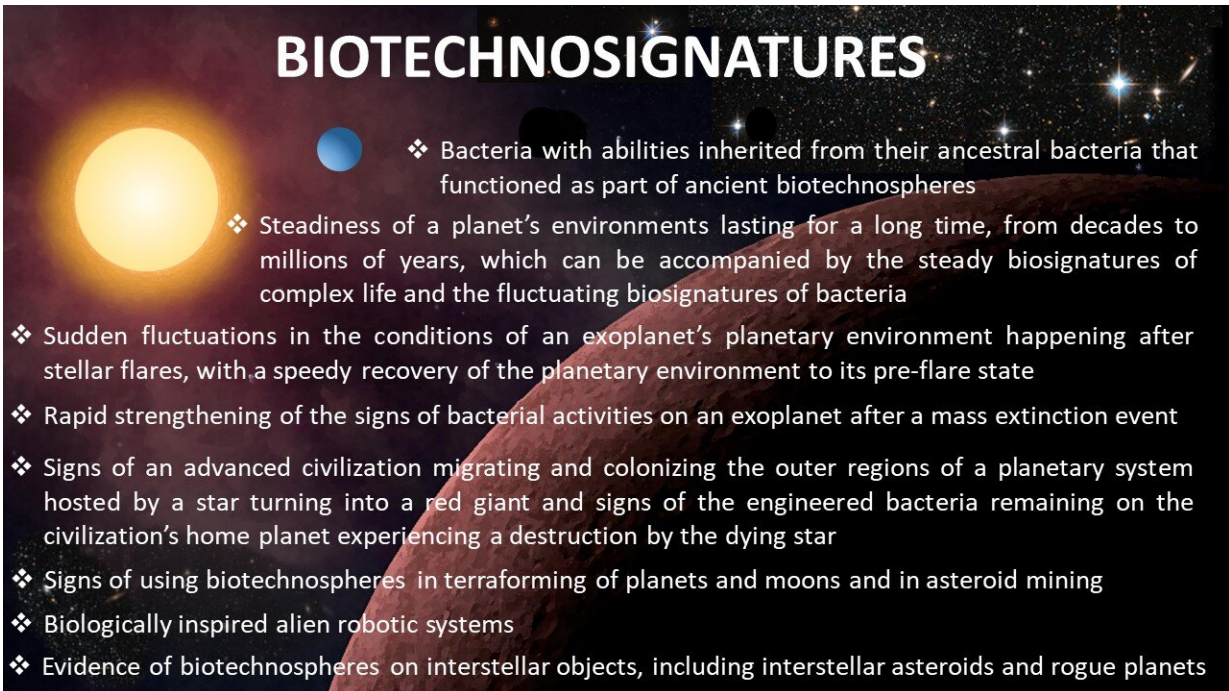 BIOTECHNOSIGNATURES
❖ Bacteria with abilities inherited from their ancestral bacteria that
functioned as part of ancient biotechnospheres
❖ Steadiness of a planet’s environments lasting for a long time, from decades to
millions of years, which can be accompanied by the steady biosignatures of
complex life and the fluctuating biosignatures of bacteria
❖ Sudden fluctuations in the conditions of an exoplanet’s planetary environment happening after
stellar flares, with a speedy recovery of the planetary environment to its pre-flare state
❖ Rapid strengthening of the signs of bacterial activities on an exoplanet after a mass extinction event
❖ Signs of an advanced civilization migrating and colonizing the outer regions of a planetary system
hosted by a star turning into a red giant and signs of the engineered bacteria remaining on the
civilization’s home planet experiencing a destruction by the dying star
❖ Signs of using biotechnospheres in terraforming of planets and moons and in asteroid mining
❖ Biologically inspired alien robotic systems
❖ Evidence of biotechnospheres on interstellar objects, including interstellar asteroids and rogue planets